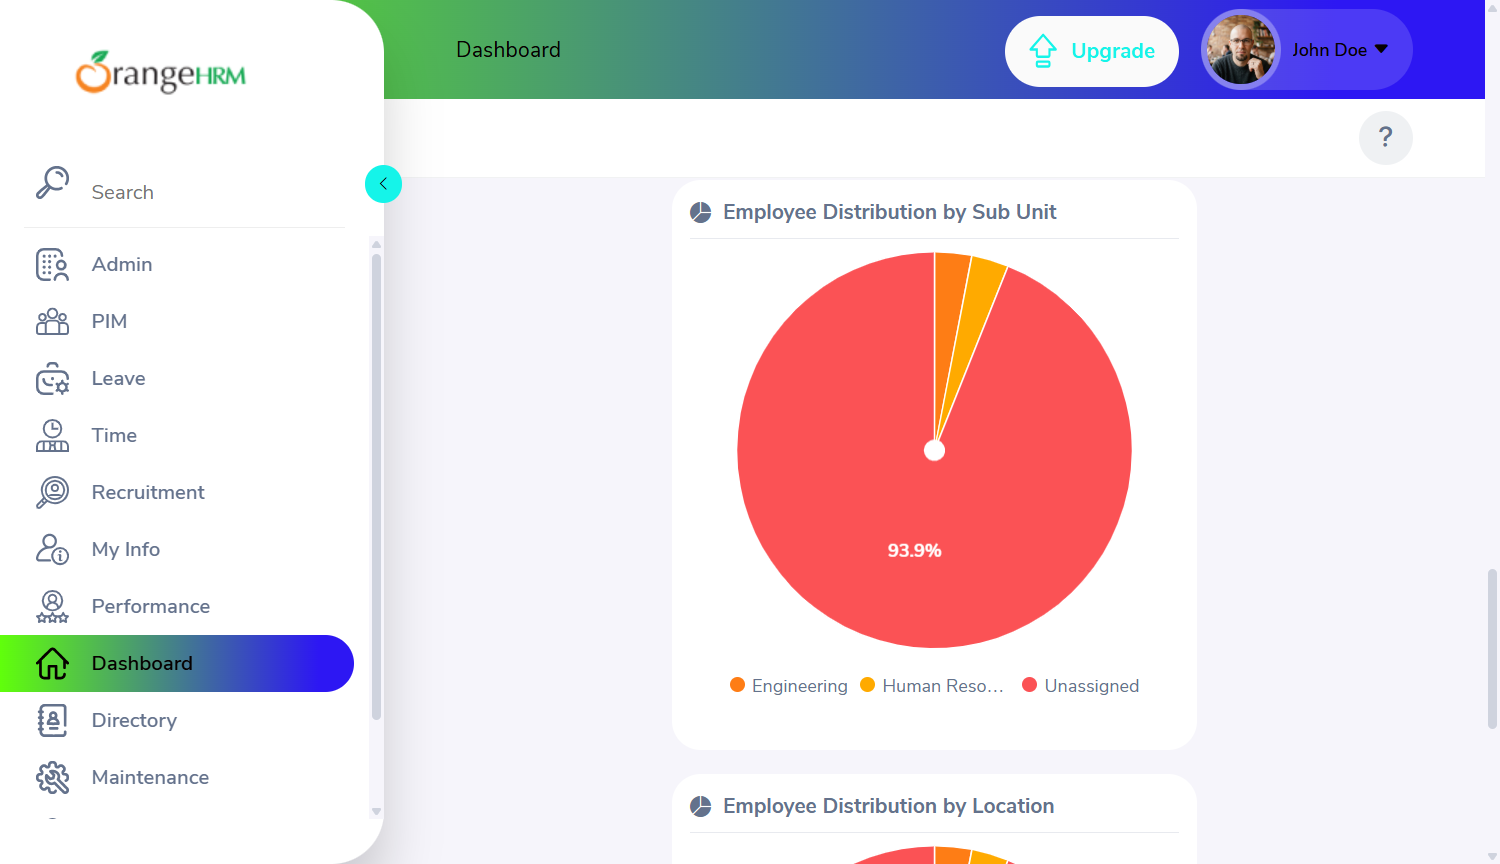 OrangeHRM
Dashboard
Upgrade
John Doe
?
Search
Admin
PIM
Leave
Time
Recruitment
My Info
Performance
Dashboard
Directory
Maintenance
Employee Distribution by Sub Unit
93.9%
Engineering
Human Reso...
Unassigned
Employee Distribution by Location